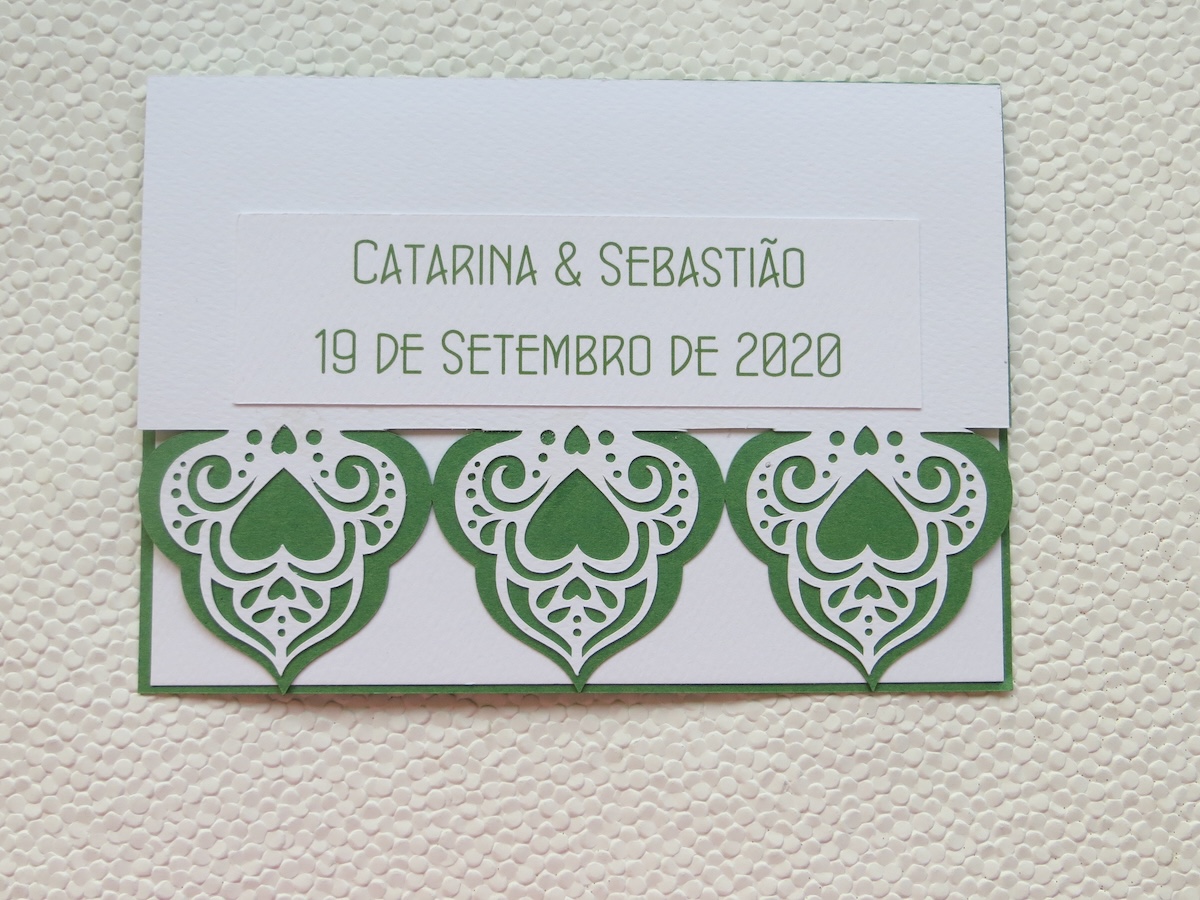 Catarina & Sebastião
19 de Setembro de 2020